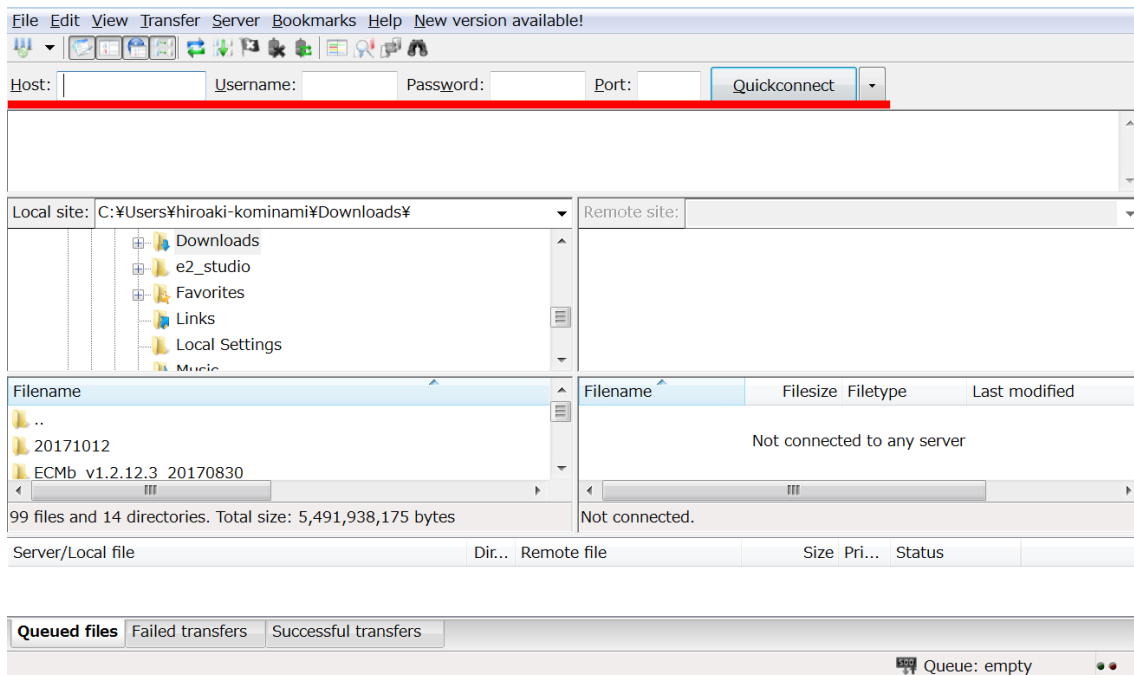 File Edit View Transfer Server Bookmarks Help New version available!
Host: Username: Password: Port: Quickconnect
Local site: C:¥Users¥hiroaki-kominami¥Downloads¥
Remote site:
Downloads
e2_studio
Favorites
Links
Local Settings
Music
Filename
..
20171012
ECMb_v1.2.12.3_20170830
99 files and 14 directories. Total size: 5,491,938,175 bytes
Filename Filesize Filetype Last modified
Not connected to any server
Not connected.
Server/Local file Dir... Remote file Size Pri... Status
Queued files Failed transfers Successful transfers
Queue: empty